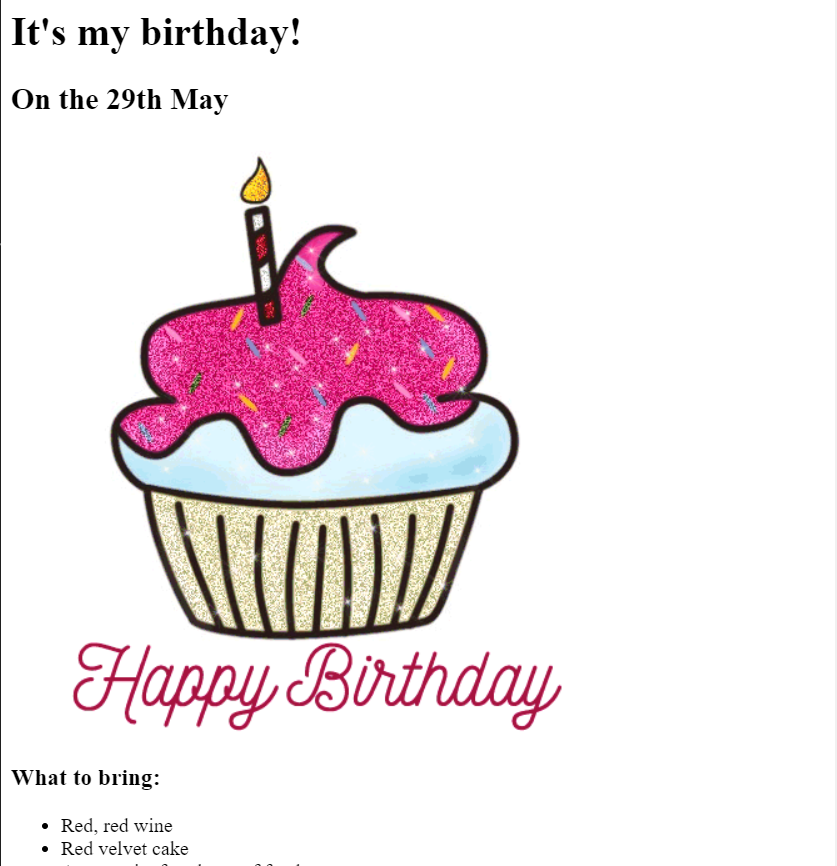 It's my birthday!
On the 29th May
Happy Birthday
What to bring:
Red, red wine
Red velvet cake